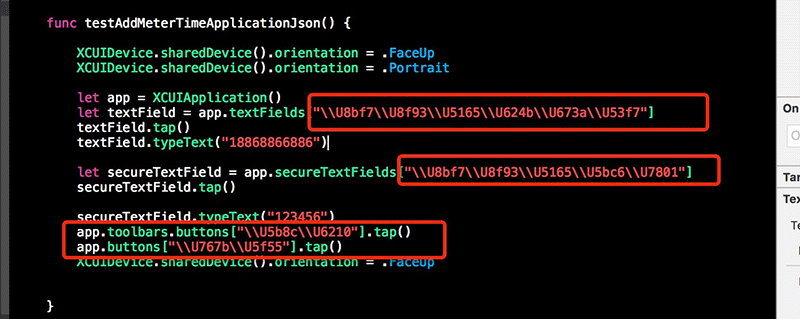 func testAddMeterTimeApplicationJson() {
XCUIDevice.sharedDevice().orientation = .FaceUp
XCUIDevice.sharedDevice().orientation = .Portrait
let app = XCUIApplication()
let textField = app.textFields["\\U8bf7\\U8f93\\U5165\\U624b\\U673a\\U53f7"]
textField.tap()
textField.typeText("18868866886")
let secureTextField = app.secureTextFields["\\U8bf7\\U8f93\\U5165\\U5bc6\\U7801"]
secureTextField.tap()
secureTextField.typeText("123456")
app.toolbars.buttons["\\U5b8c\\U6210"].tap()
app.buttons["\\U767b\\U5f55"].tap()
XCUIDevice.sharedDevice().orientation = .FaceUp
}
On
Tar
Tex